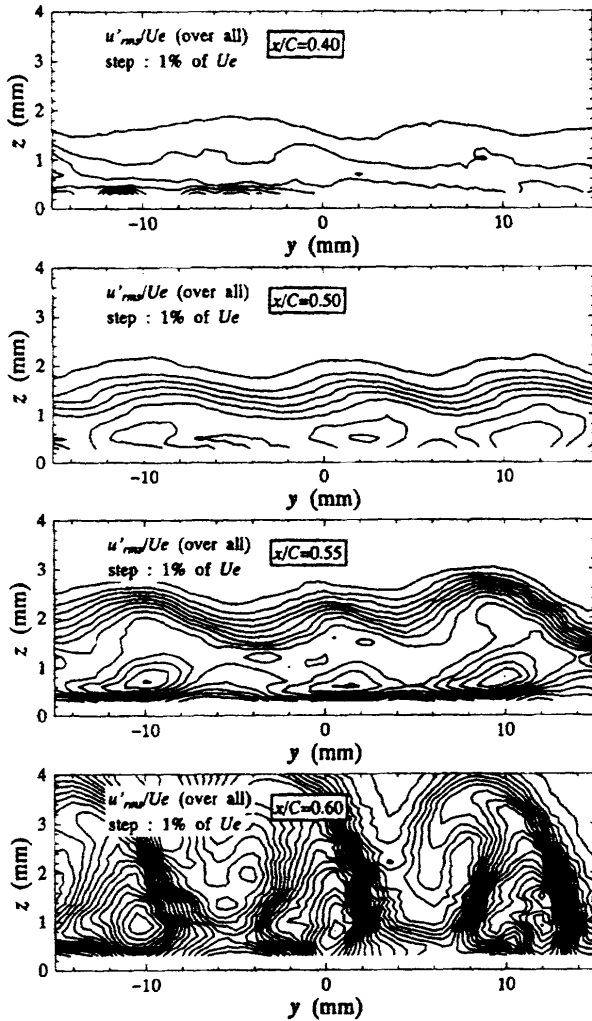 4
u'rms/Ue (over all)
x/C=0.40
step : 1% of Ue
3
z (mm)
2
1
0
-10 0 10
y (mm)
4
u'rms/Ue (over all)
x/C=0.50
step : 1% of Ue
3
z (mm)
2
1
0
-10 0 10
y (mm)
4
u'rms/Ue (over all)
x/C=0.55
step : 1% of Ue
3
z (mm)
2
1
0
-10 0 10
y (mm)
4
u'rms/Ue (over all)
x/C=0.60
step : 1% of Ue
3
z (mm)
2
1
0
-10 0 10
y (mm)